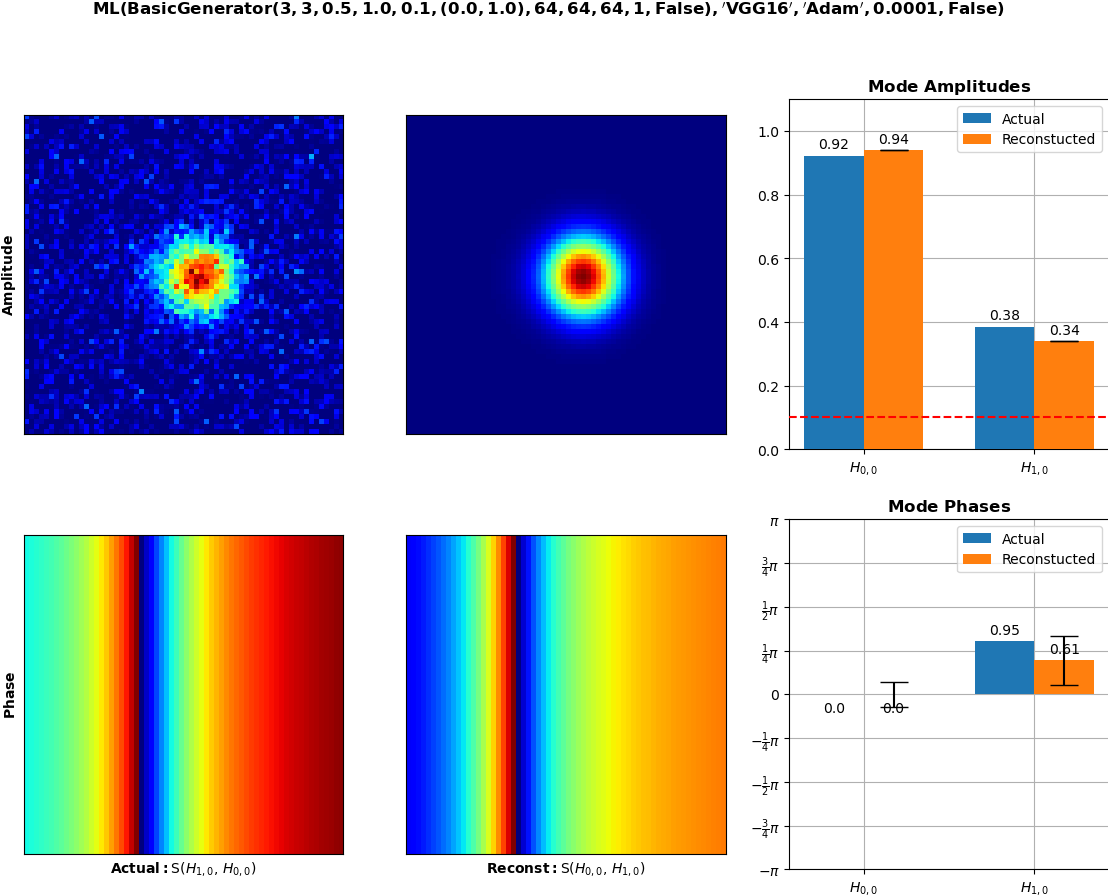 ML(BasicGenerator(3, 3, 0.5, 1.0, 0.1, (0.0, 1.0), 64, 64, 64, 1, False), ′VGG16′, ′Adam′, 0.0001, False)
Amplitude
Mode Amplitudes
Actual
Reconstucted
1.0
0.8
0.6
0.4
0.2
0.0
0.92
0.94
0.38
0.34
H0, 0
H1, 0
Phase
Actual: S(H1, 0, H0, 0)
Reconst: S(H0, 0, H1, 0)
Mode Phases
Actual
Reconstucted
π
3/4π
1/2π
1/4π
0
−1/4π
−1/2π
−3/4π
−π
0.0
0.0
0.95
0.61
H0, 0
H1, 0